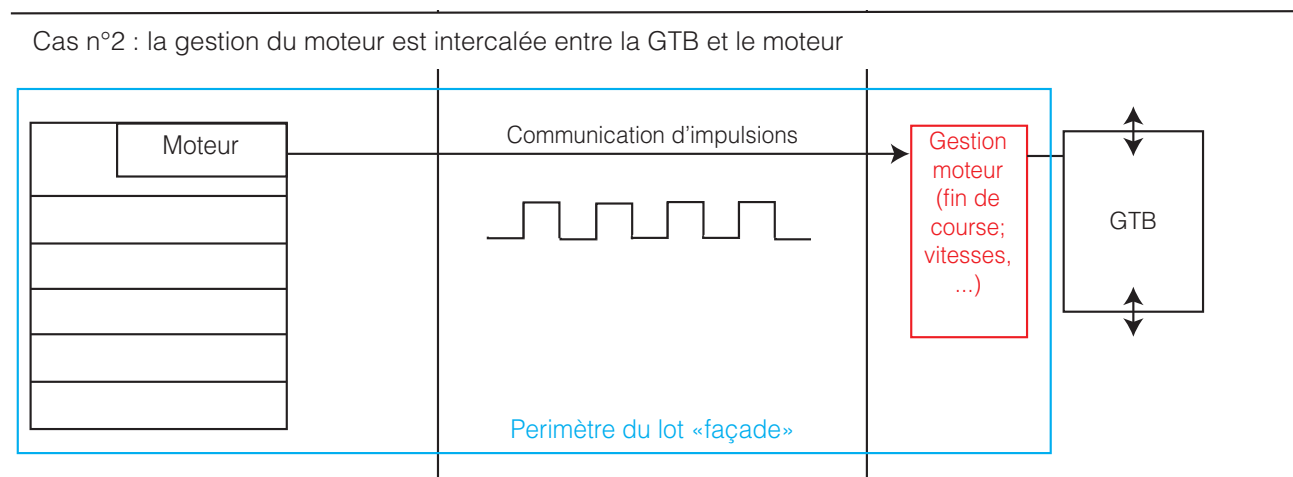 Cas n°2 : la gestion du moteur est intercalée entre la GTB et le moteur
Moteur
Communication d’impulsions
Gestion
moteur
(fin de
course;
vitesses,
...)
GTB
Perimètre du lot «façade»